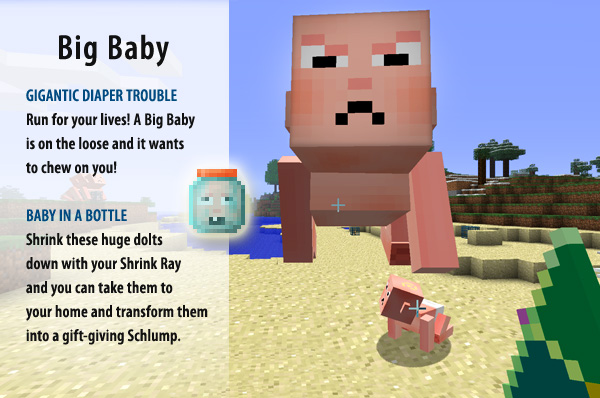 Big Baby
GIGANTIC DIAPER TROUBLE
Run for your lives! A Big Baby
is on the loose and it wants
to chew on you!
BABY IN A BOTTLE
Shrink these huge dolts
down with your Shrink Ray
and you can take them to
your home and transform them
into a gift-giving Schlump.